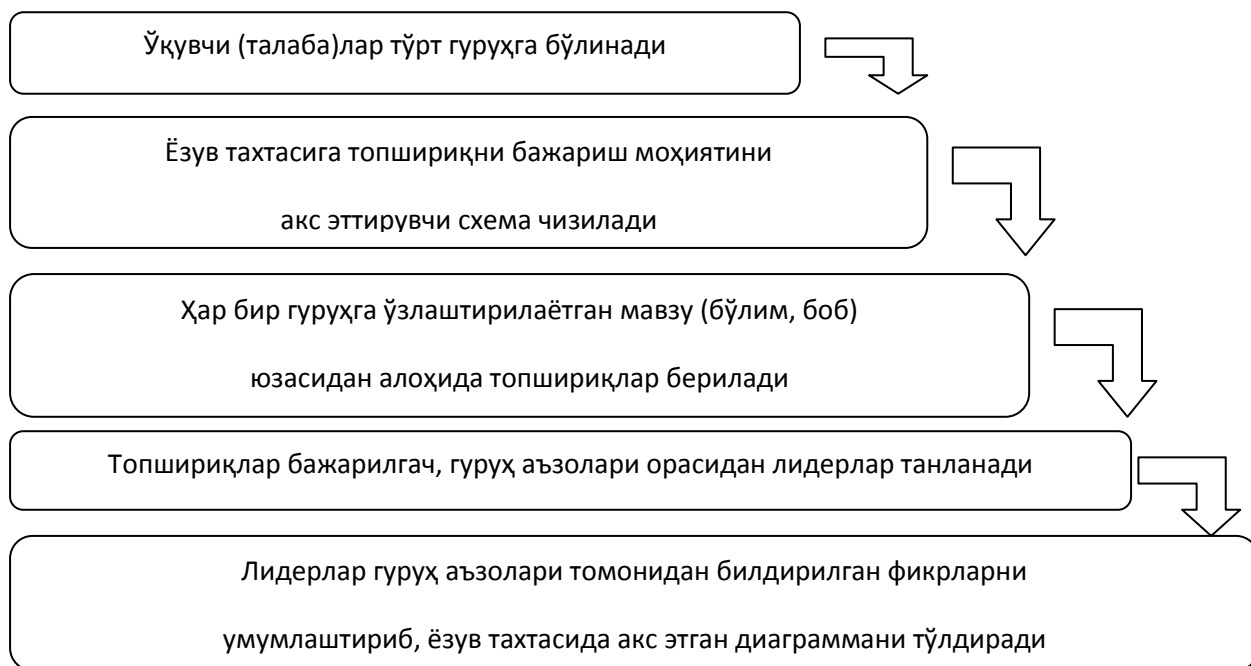 Ўқувчи (талаба)лар тўрт гуруҳга бўлинади
Ёзув тахтасига топшириқни бажариш моҳиятини
акс эттирувчи схема чизилади
Ҳар бир гуруҳга ўзлаштирилаётган мавзу (бўлим, боб)
юзасидан алоҳида топшириқлар берилади
Топшириқлар бажарилгач, гуруҳ аъзолари орасидан лидерлар танланади
Лидерлар гуруҳ аъзолари томонидан билдирилган фикрларни
умумлаштириб, ёзув тахтасида акс этган диаграммани тўлдиради